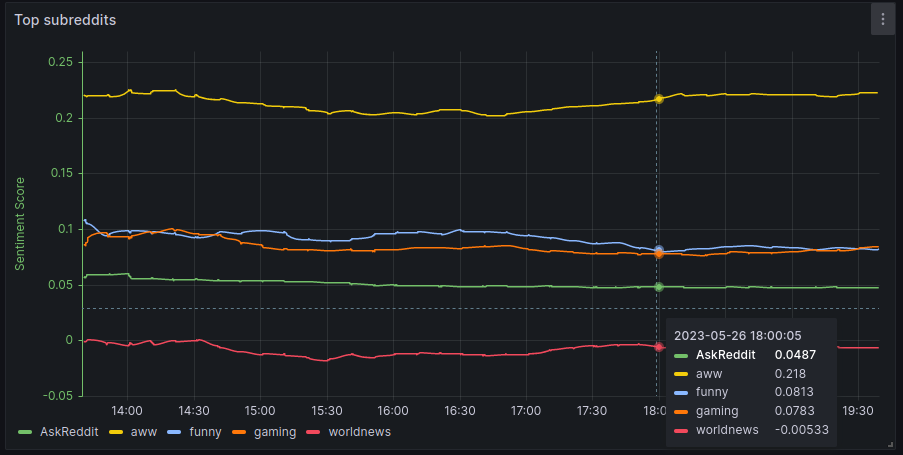 Top subreddits
0.25
0.2
0.15
0.1
0.05
0
-0.05
Sentiment Score
14:00 14:30 15:00 15:30 16:00 16:30 17:00 17:30 18:0 19:30
2023-05-26 18:00:05
AskReddit 0.0487
aww 0.218
funny 0.0813
gaming 0.0783
worldnews -0.00533
AskReddit aww funny gaming worldnews